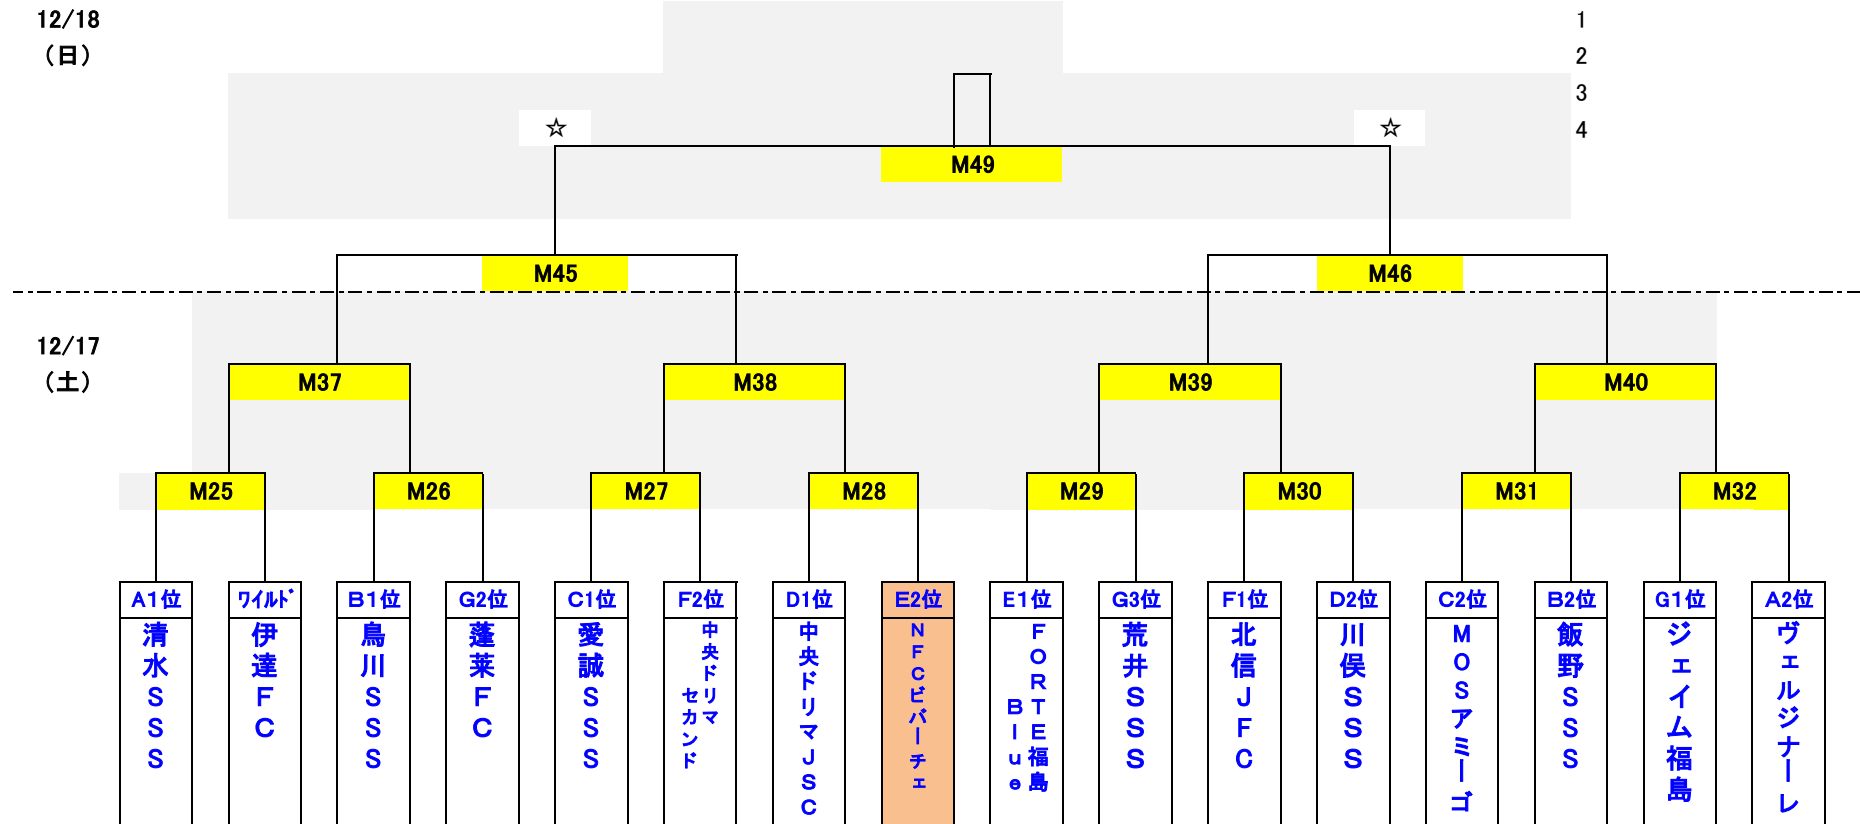 12/18
（日）
1
2
3
4
☆
☆
M49
M45
M46
12/17
（土）
M37
M38
M39
M40
M25
M26
M27
M28
M29
M30
M31
M32
A1位
ﾜｲﾙﾄﾞ
B1位
G2位
C1位
F2位
D1位
E2位
E1位
G3位
F1位
D2位
C2位
B2位
G1位
A2位
清水SSS
伊達FC
鳥川SSS
蓬莱FC
愛誠SSS
中央ドリマ
セカンド
中央ドリマJSC
NFCビバーチェ
FORTE福島
Blue
荒井SSS
北信JFC
川俣SSS
MOSアミーゴ
飯野SSS
ジェイム福島
ヴェルジナーレ